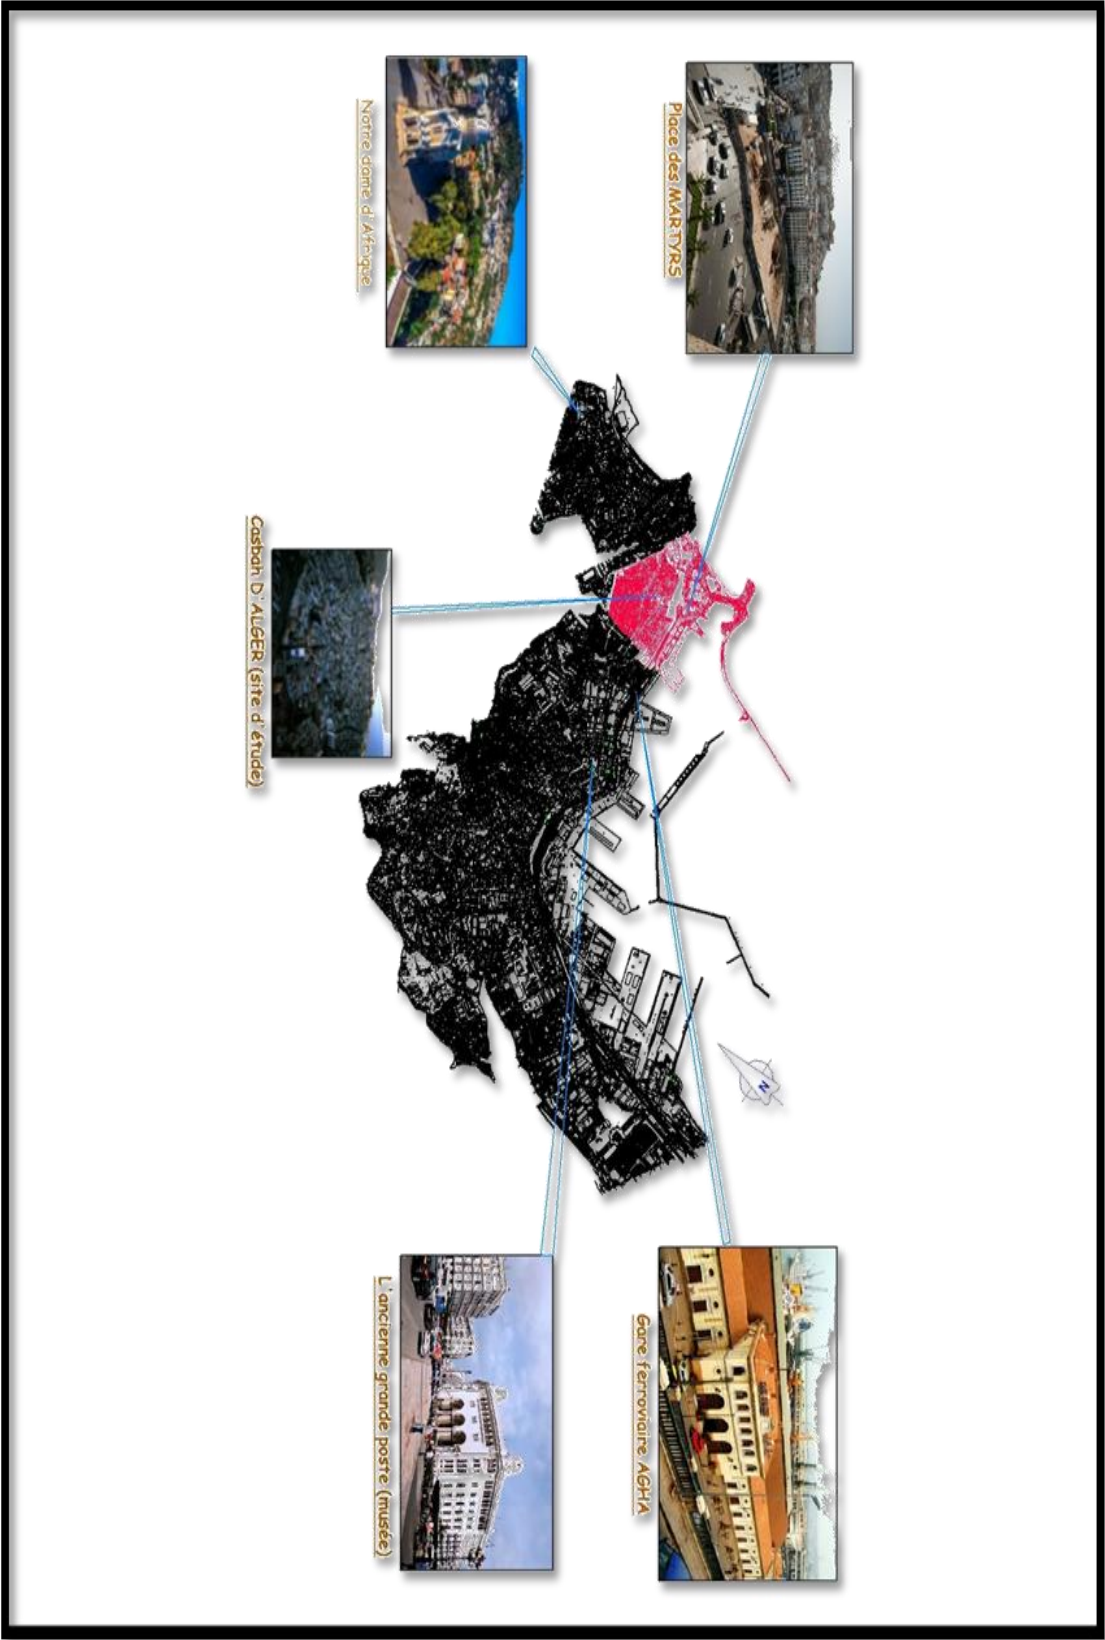 Place des MARTYRS
Gare ferroviaire AGHA
N
Notre dame d'Afrique
L'ancienne grande poste (musée)
Casbah D'ALGER (site d'étude)